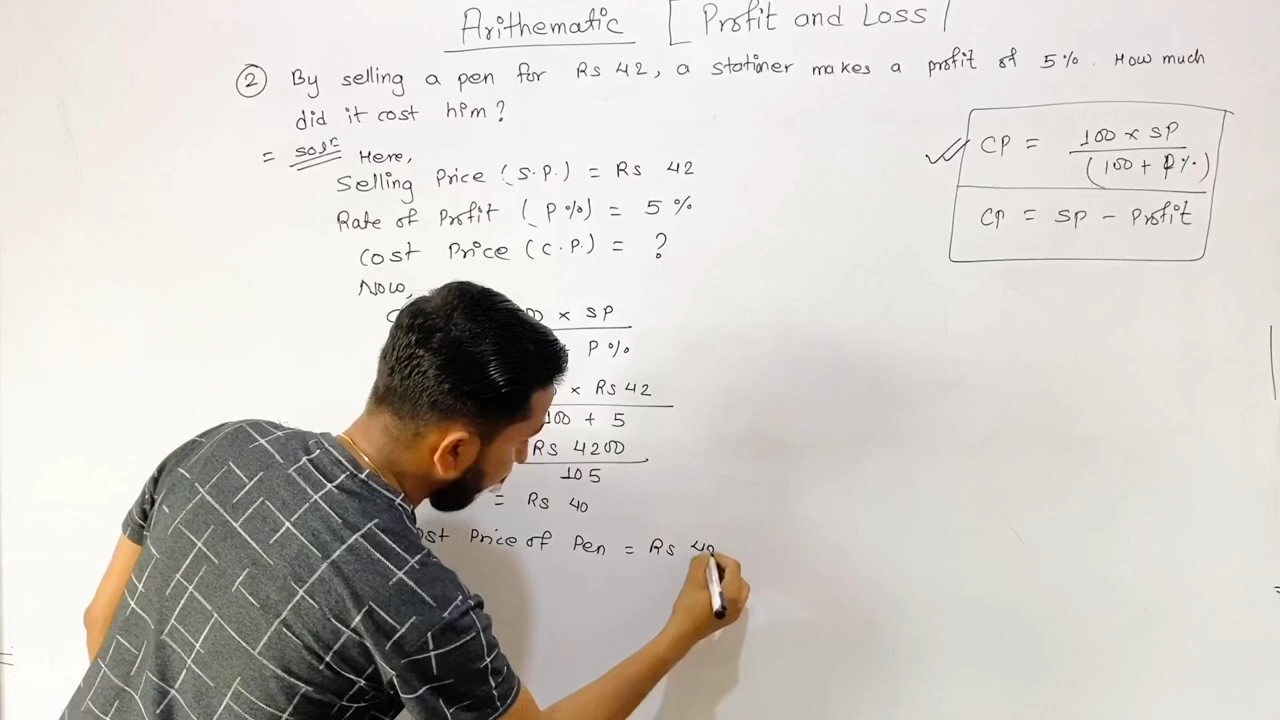 Arithematic [ Profit and Loss ]
② By selling a pen for Rs 42, a stationer makes a profit of 5%. How much
did it cost him?
= Solⁿ Here,
Selling Price (S.P.) = Rs 42
Rate of Profit (P%) = 5%
Cost Price (C.P.) = ?
Now,
× SP
P%
× Rs 42
100 + 5
Rs 4200
105
= Rs 40
Price of Pen = Rs 40
CP = 100 × SP
(100 + P%)
CP = SP - Profit